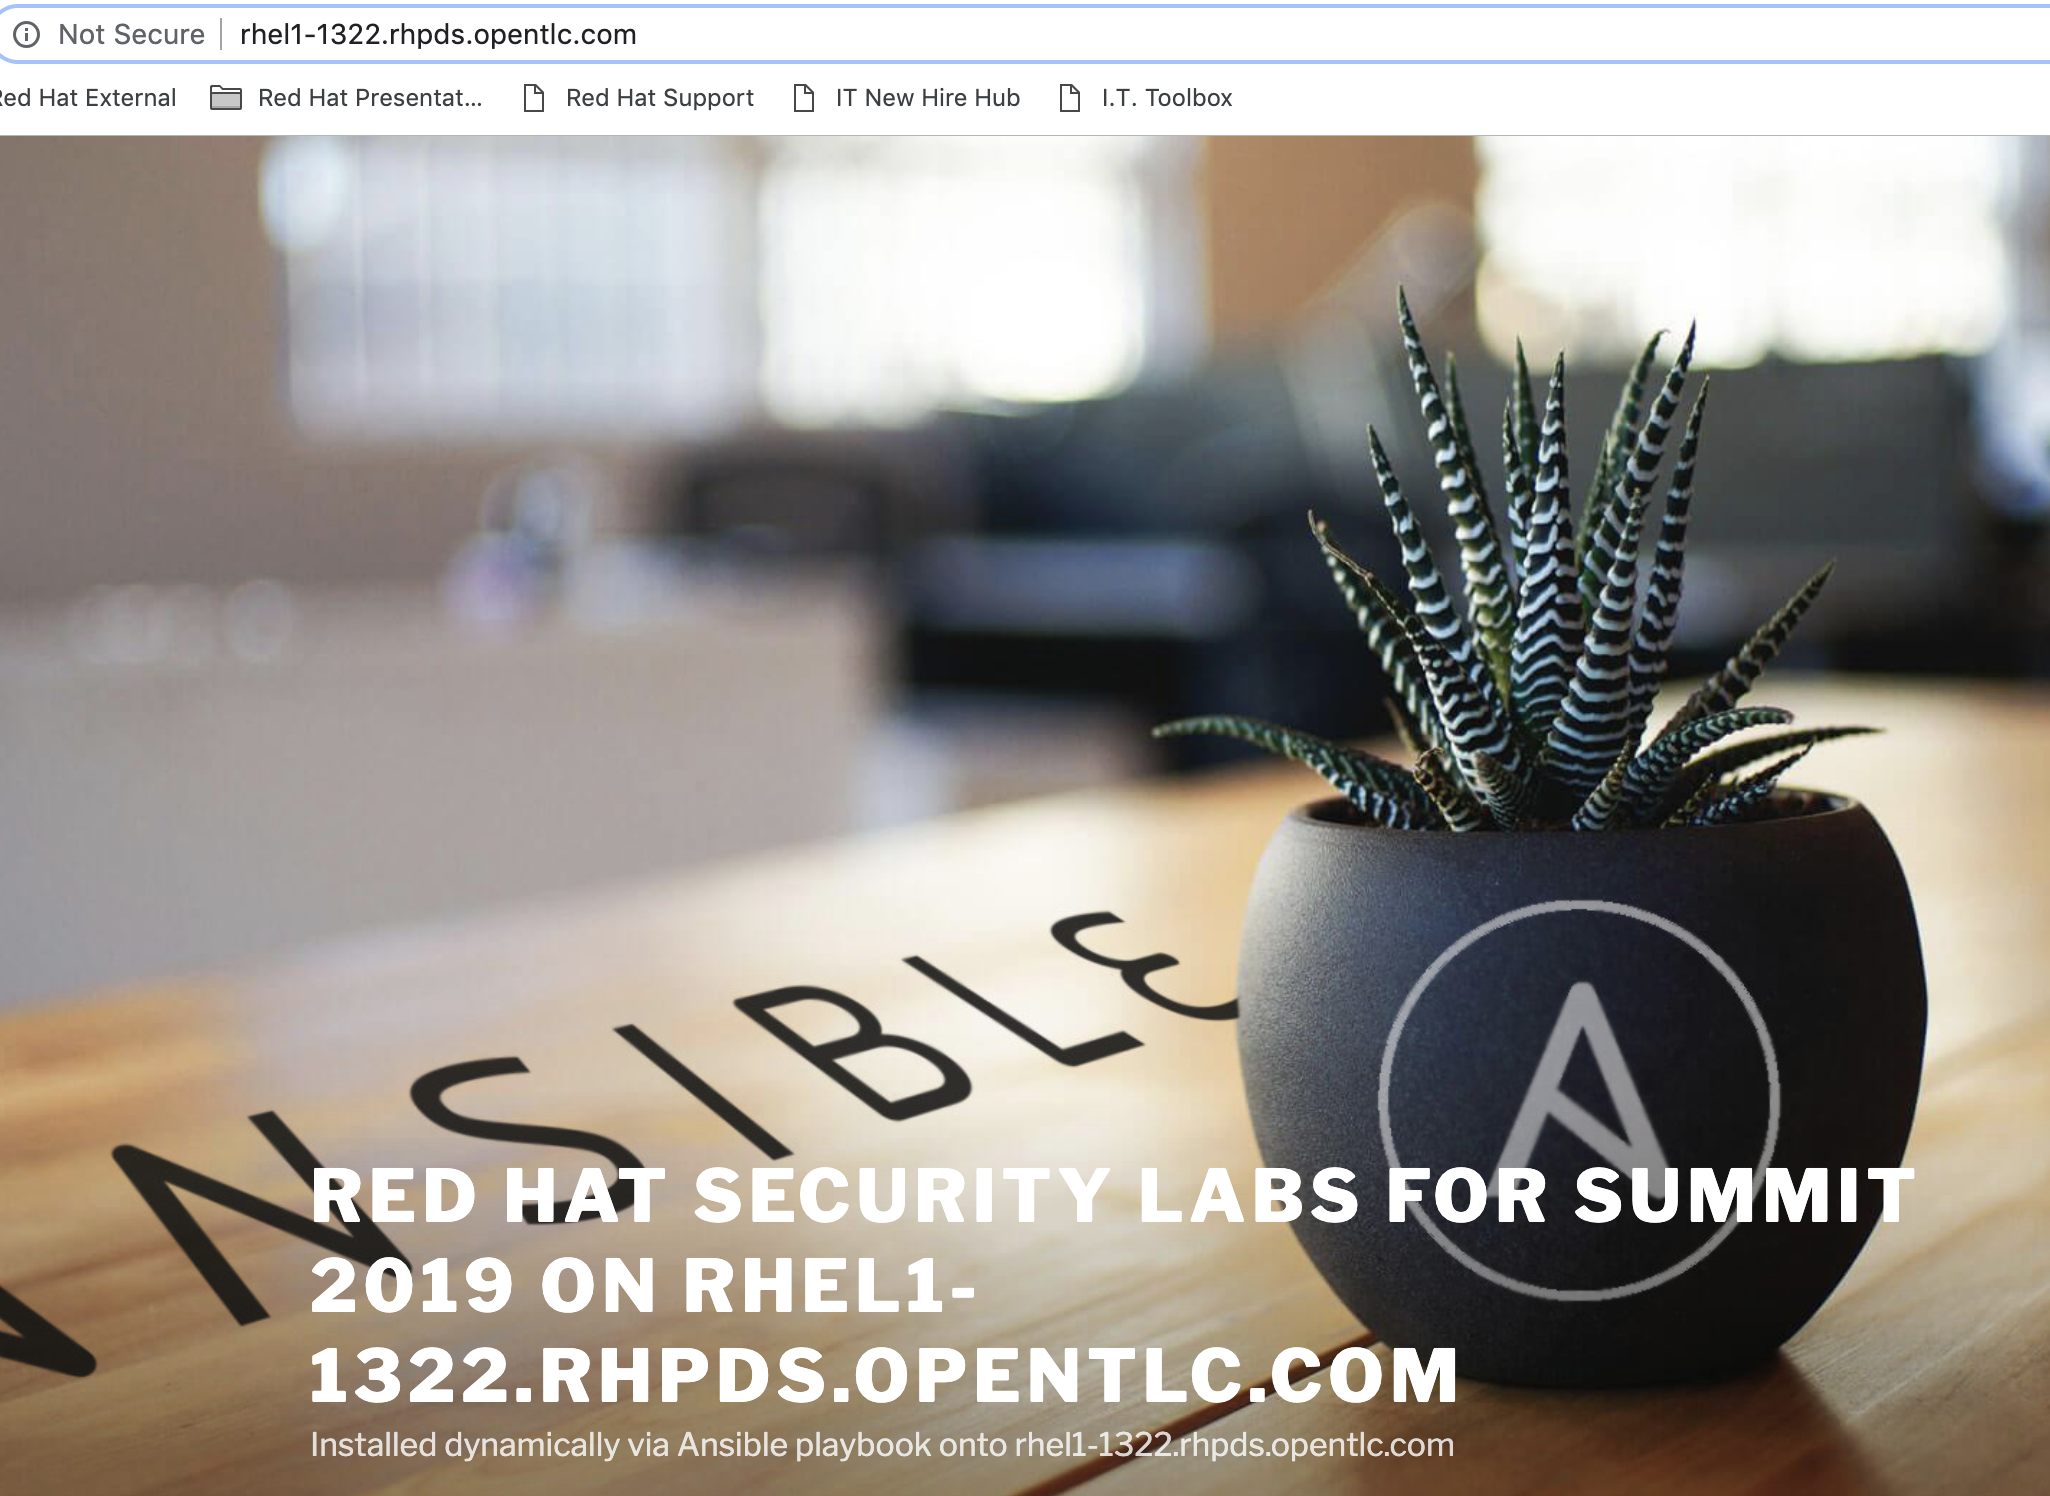 Not Secure rhel1-1322.rhpds.opentlc.com
Red Hat External Red Hat Presentat... Red Hat Support IT New Hire Hub I.T. Toolbox
NSIBLE
A
RED HAT SECURITY LABS FOR SUMMIT
2019 ON RHEL1-
1322.RHPDS.OPENTLC.COM
Installed dynamically via Ansible playbook onto rhel1-1322.rhpds.opentlc.com